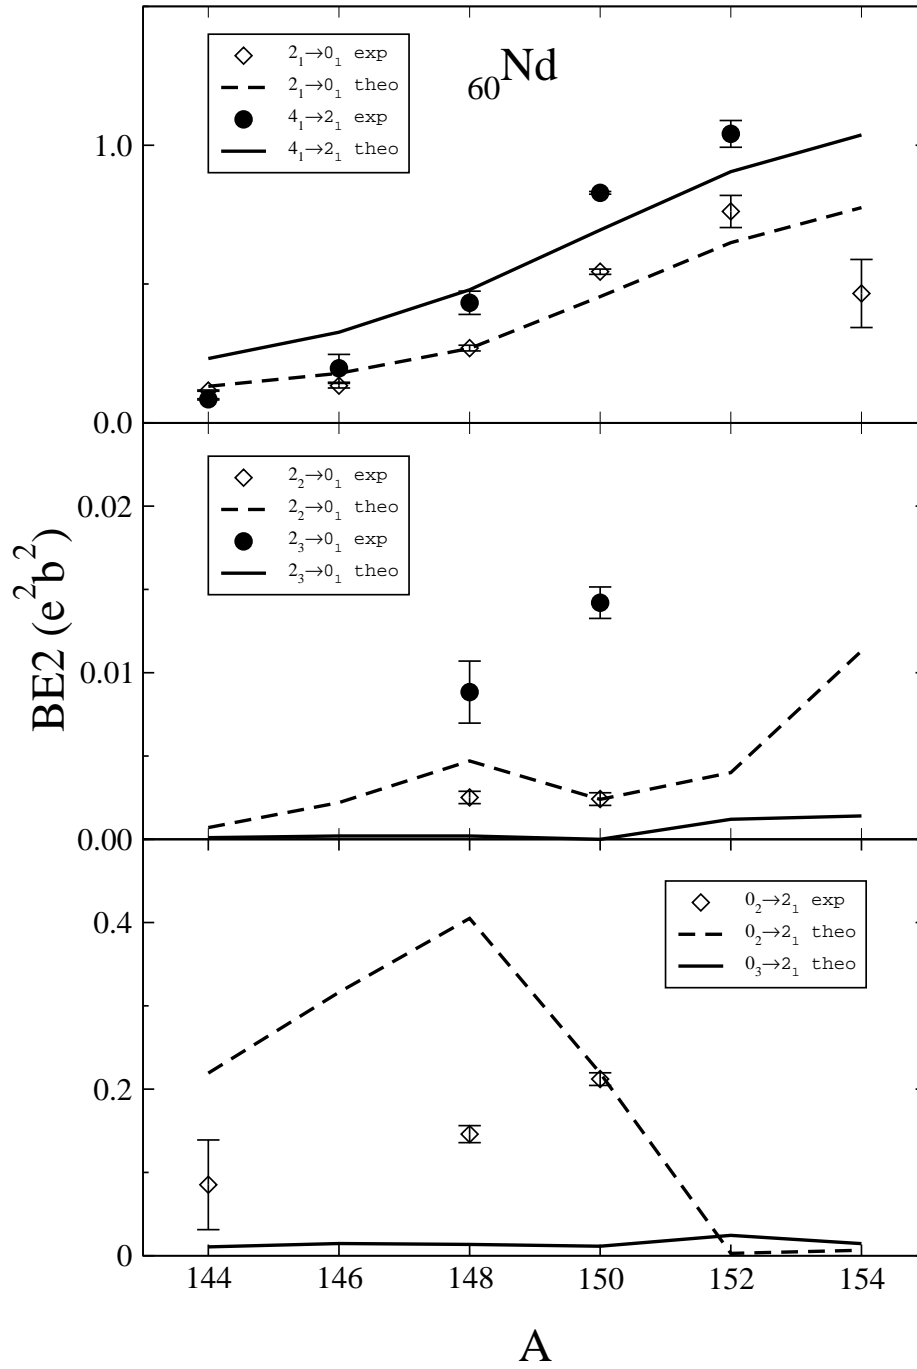 ₆₀Nd
2₁→0₁ exp
2₁→0₁ theo
4₁→2₁ exp
4₁→2₁ theo
1.0
0.0
2₂→0₁ exp
2₂→0₁ theo
2₃→0₁ exp
2₃→0₁ theo
0.02
0.01
0.00
BE2 (e²b²)
0₂→2₁ exp
0₂→2₁ theo
0₃→2₁ theo
0.4
0.2
0
144 146 148 150 152 154
A